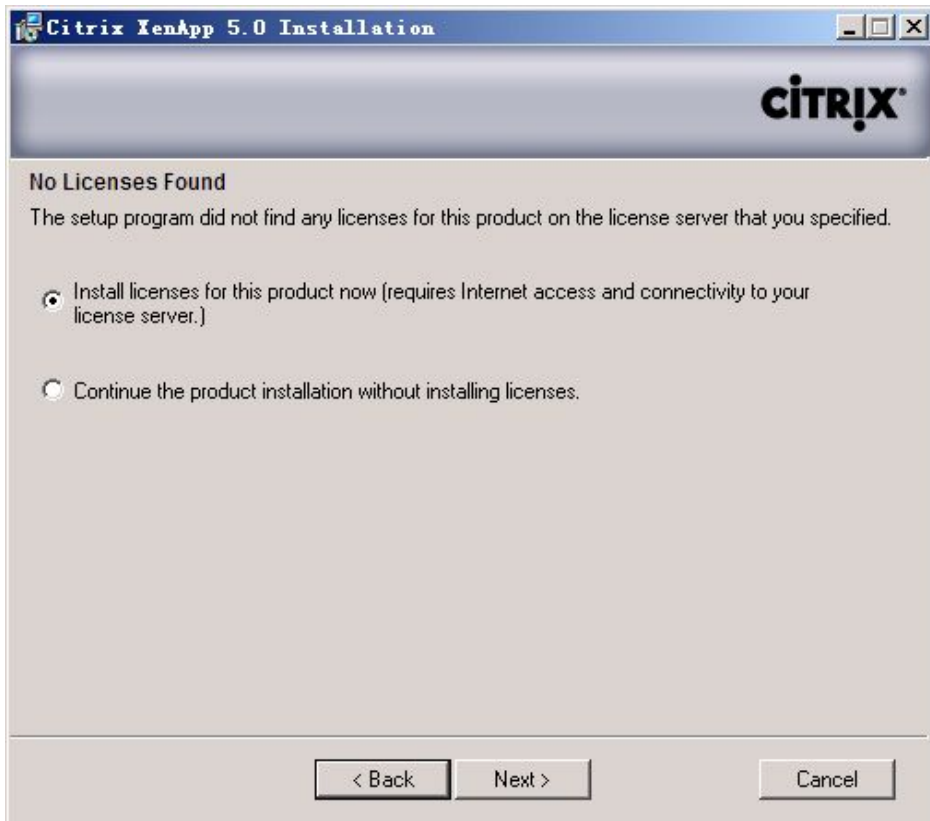 Citrix XenApp 5.0 Installation
CİTRIX
No Licenses Found
The setup program did not find any licenses for this product on the license server that you specified.
Install licenses for this product now (requires Internet access and connectivity to your
license server.)
Continue the product installation without installing licenses.
< Back Next > Cancel